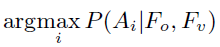 argmax P(A_i|F_o, F_v)
i